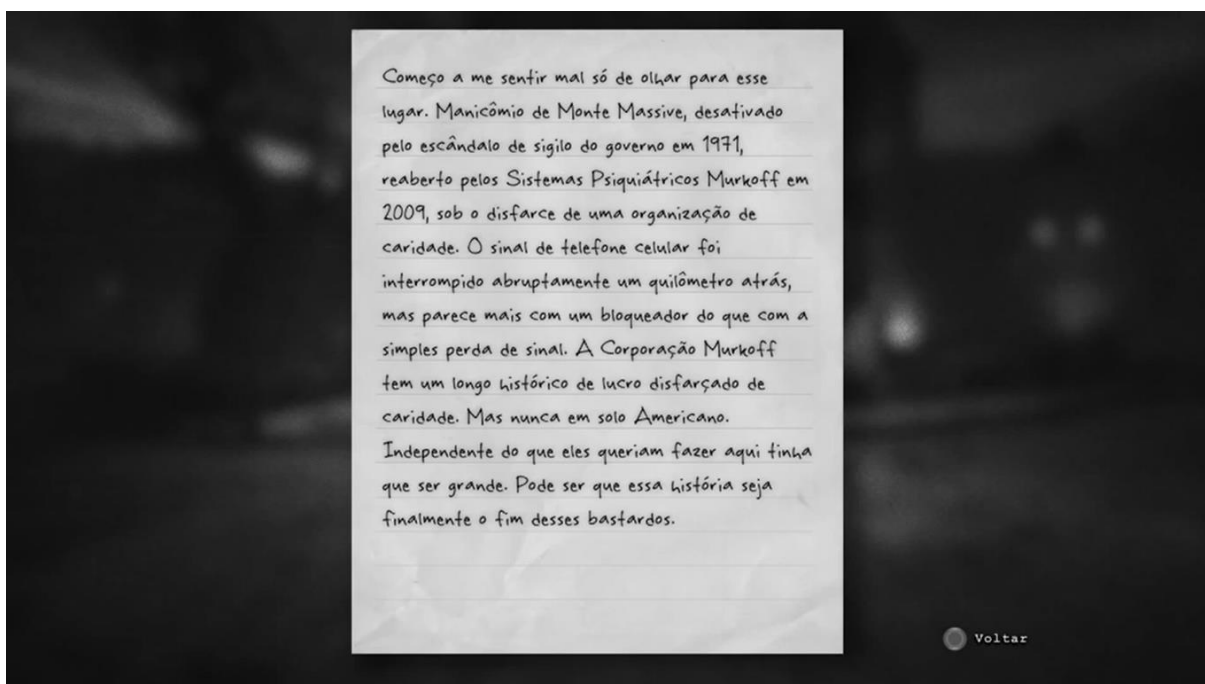 Começo a me sentir mal só de olhar para esse
lugar. Manicômio de Monte Massive, desativado
pelo escândalo de sigilo do governo em 1971,
reaberto pelos Sistemas Psiquiátricos Murkoff em
2009, sob o disfarce de uma organização de
caridade. O sinal de telefone celular foi
interrompido abruptamente um quilômetro atrás,
mas parece mais com um bloqueador do que com a
simples perda de sinal. A Corporação Murkoff
tem um longo histórico de lucro disfarçado de
caridade. Mas nunca em solo Americano.
Independente do que eles queriam fazer aqui tinha
que ser grande. Pode ser que essa história seja
finalmente o fim desses bastardos.
Voltar